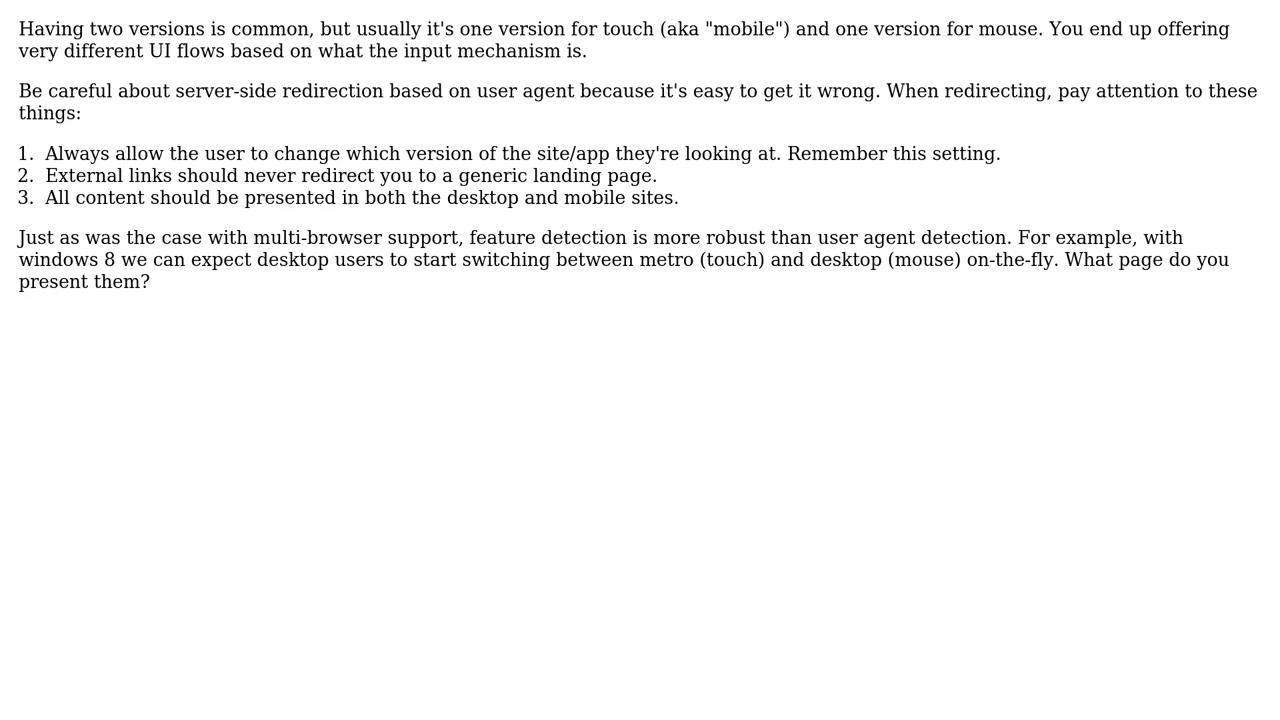 Having two versions is common, but usually it's one version for touch (aka "mobile") and one version for mouse. You end up offering
very different UI flows based on what the input mechanism is.
Be careful about server-side redirection based on user agent because it's easy to get it wrong. When redirecting, pay attention to these
things:
1. Always allow the user to change which version of the site/app they're looking at. Remember this setting.
2. External links should never redirect you to a generic landing page.
3. All content should be presented in both the desktop and mobile sites.
Just as was the case with multi-browser support, feature detection is more robust than user agent detection. For example, with
windows 8 we can expect desktop users to start switching between metro (touch) and desktop (mouse) on-the-fly. What page do you
present them?